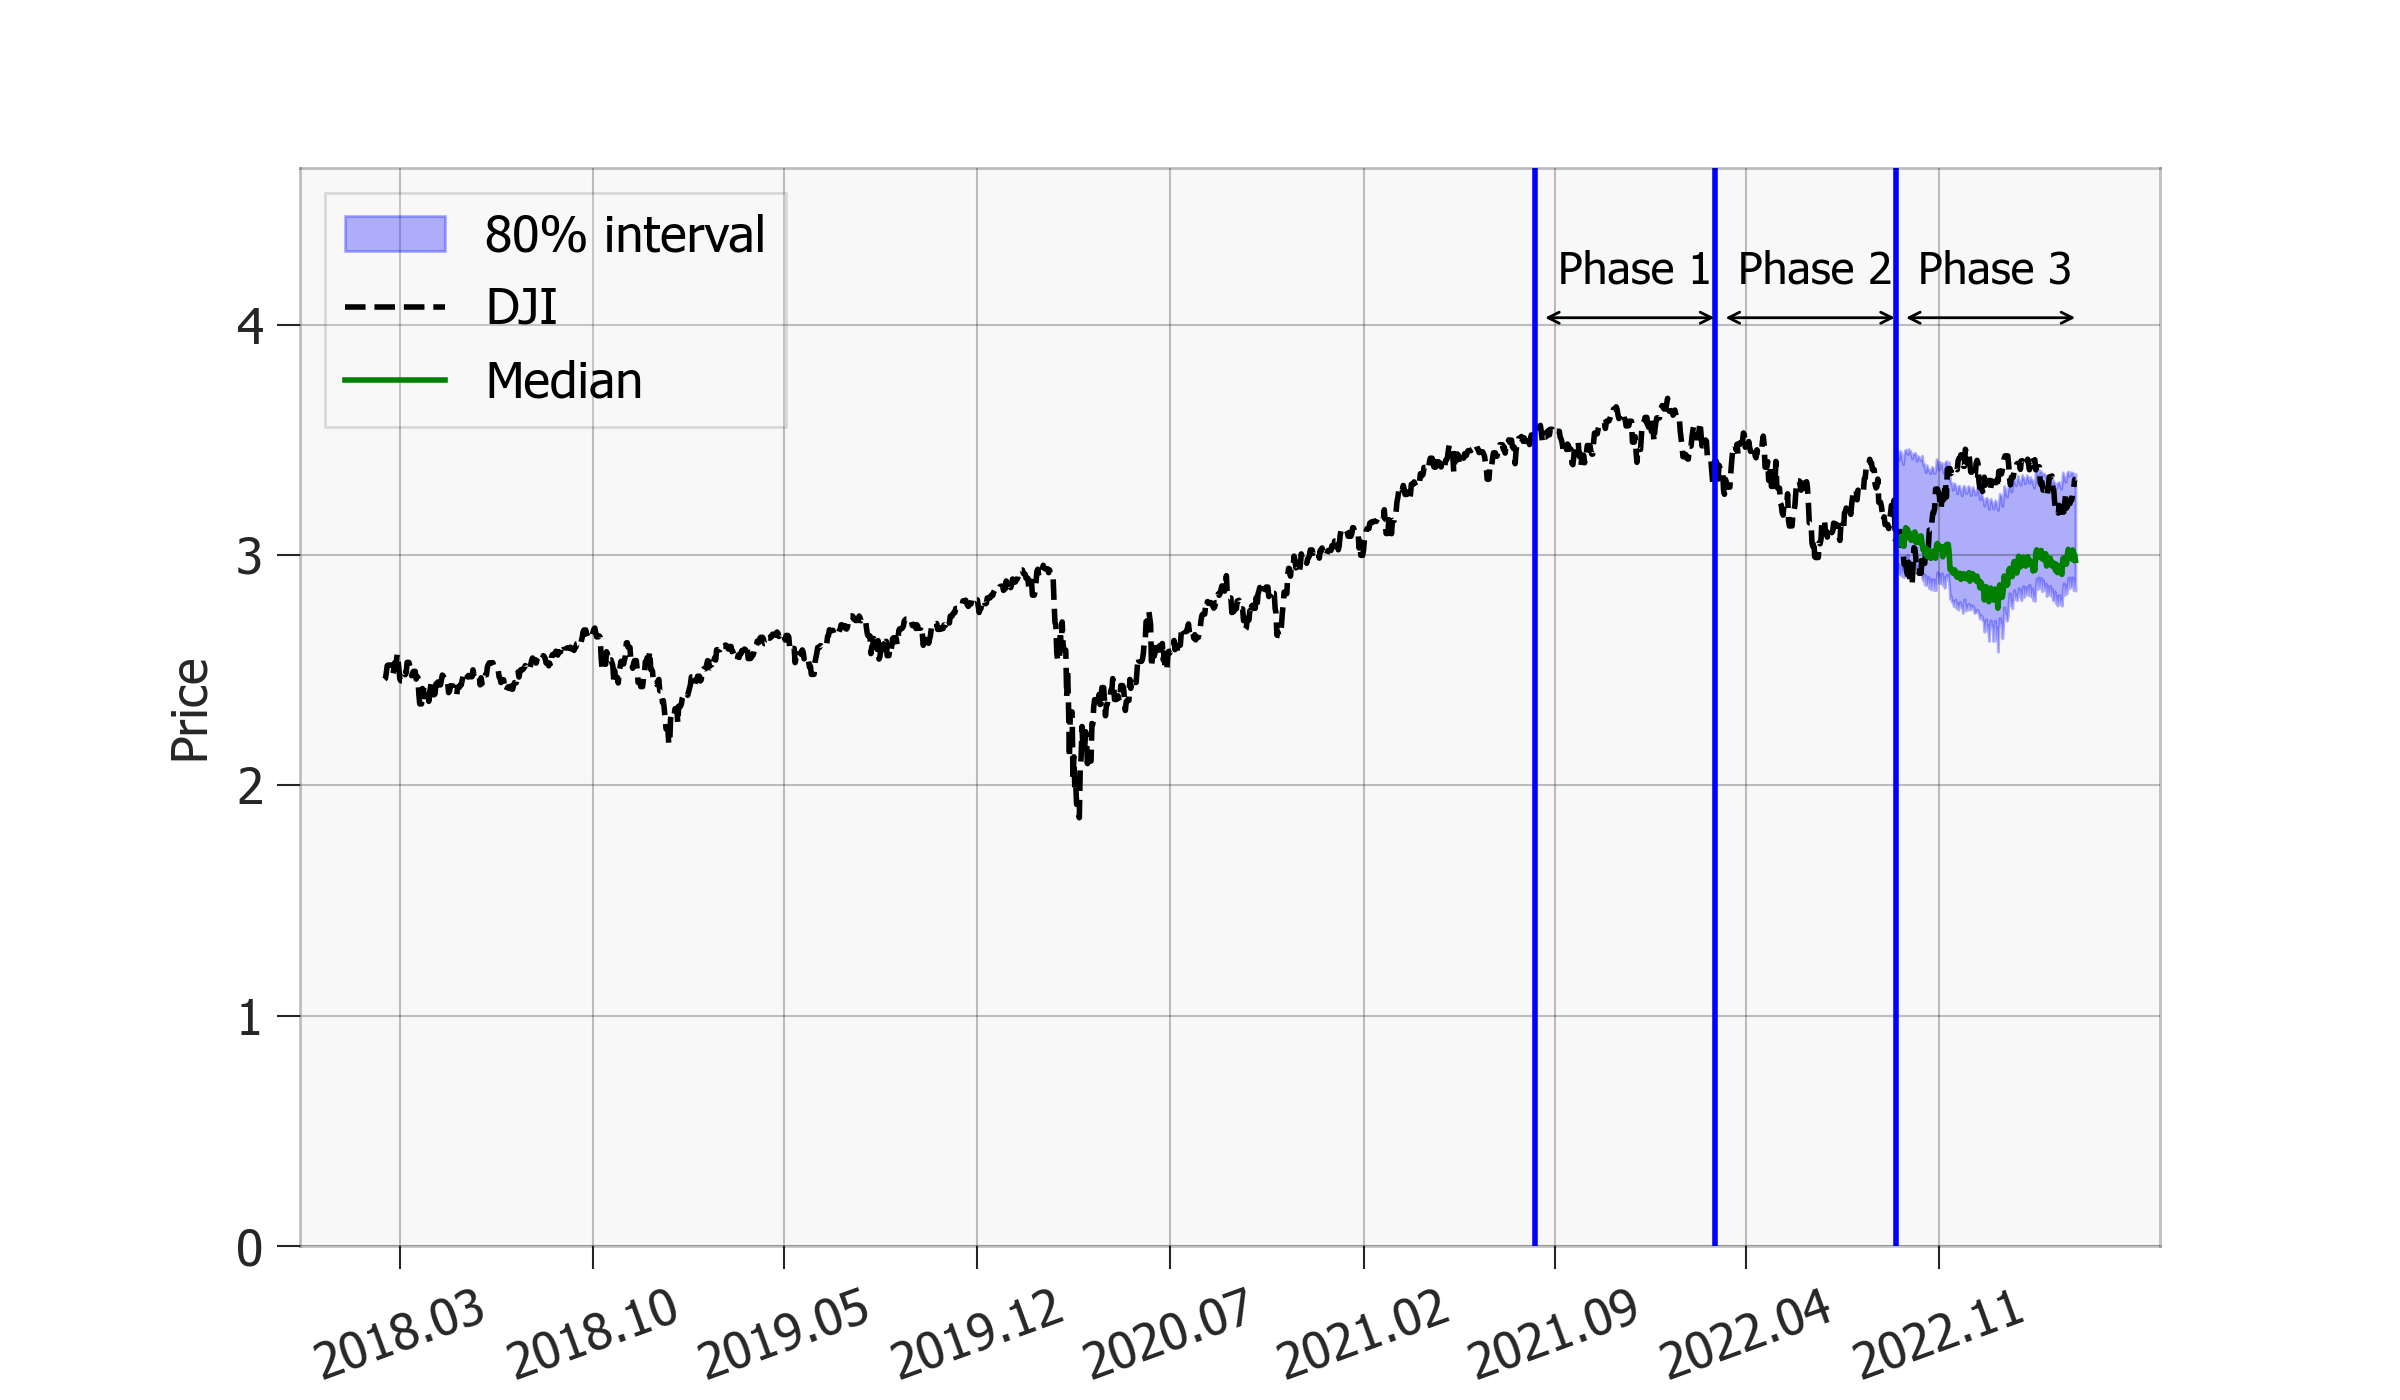 80% interval
DJI
Median
Phase 1
Phase 2
Phase 3
Price
4
3
2
1
0
2018.03
2018.10
2019.05
2019.12
2020.07
2021.02
2021.09
2022.04
2022.11